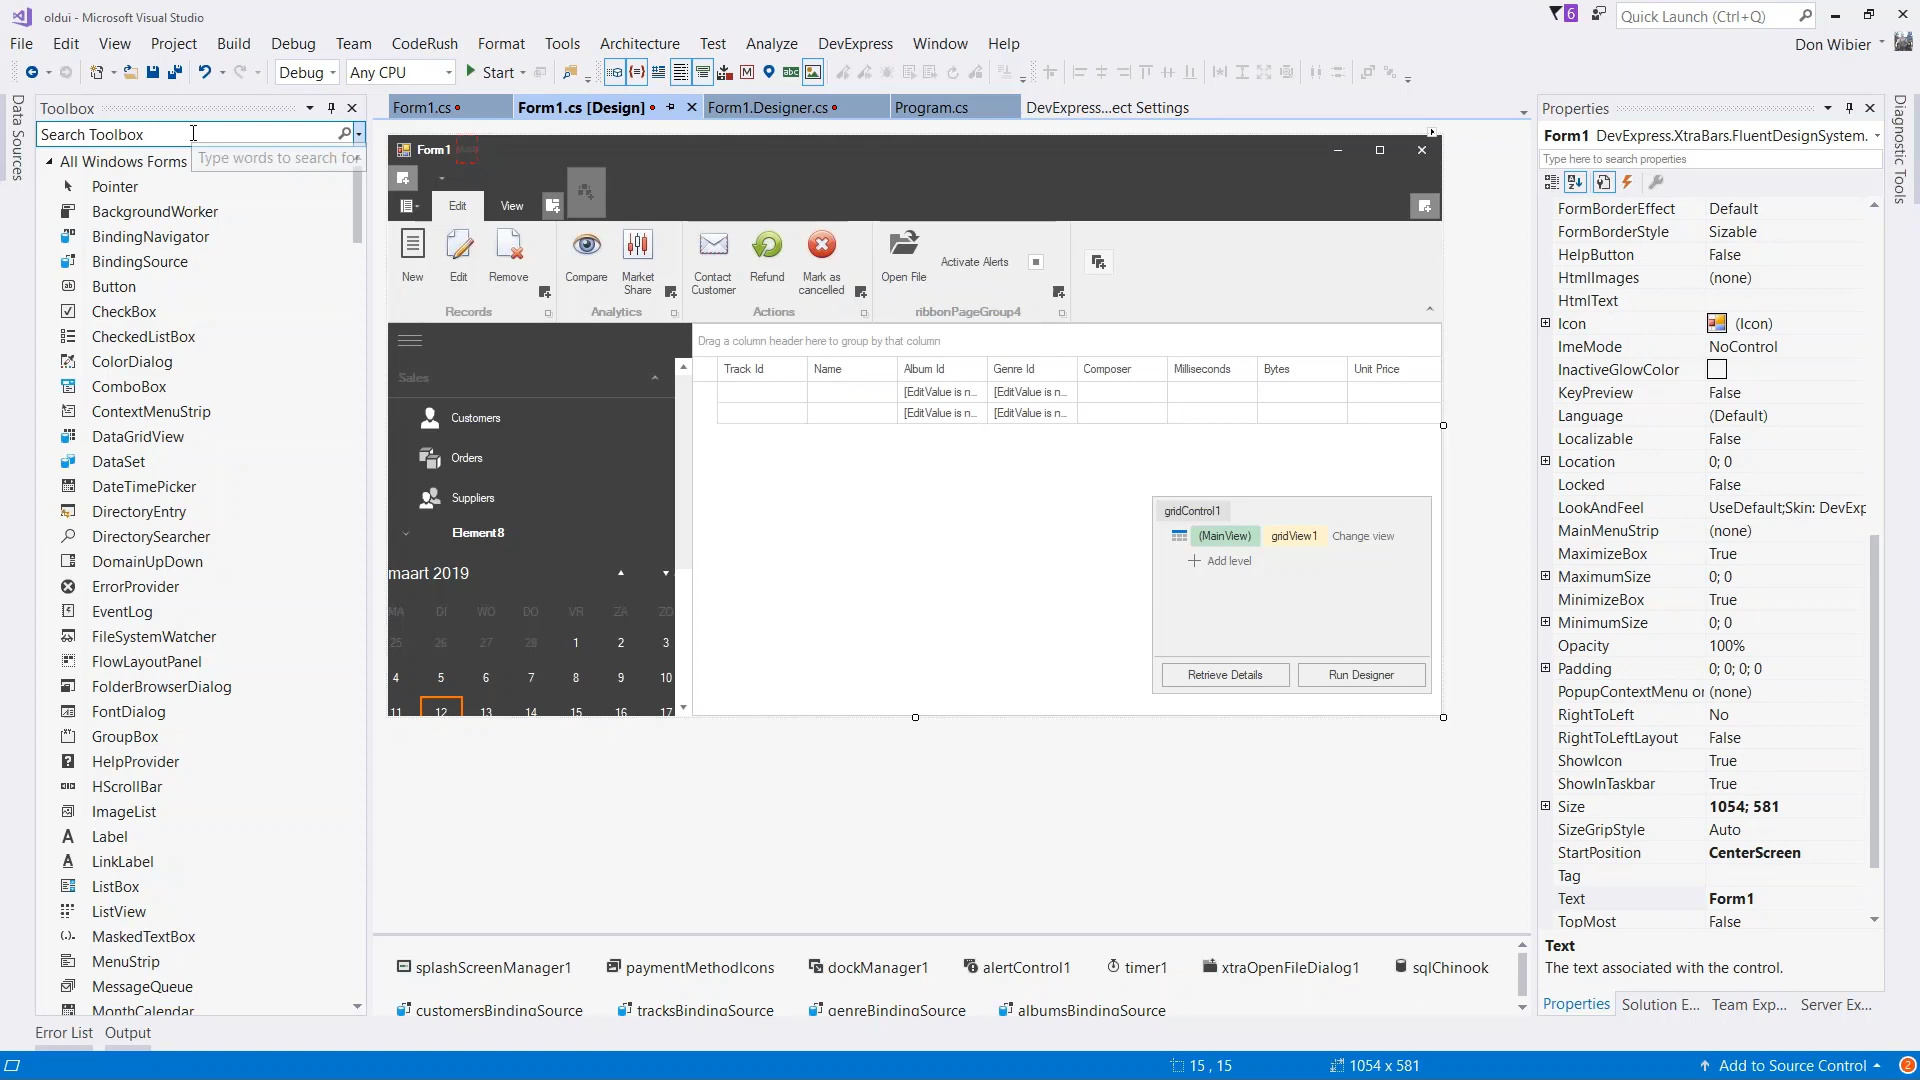 oldui - Microsoft Visual Studio
6
Quick Launch (Ctrl+Q)
File Edit View Project Build Debug Team CodeRush Format Tools Architecture Test Analyze DevExpress Window Help
Don Wibier
Debug Any CPU Start
Data Sources
Toolbox
Search Toolbox
Type words to search for
All Windows Forms
Pointer
BackgroundWorker
BindingNavigator
BindingSource
Button
CheckBox
CheckedListBox
ColorDialog
ComboBox
ContextMenuStrip
DataGridView
DataSet
DateTimePicker
DirectoryEntry
DirectorySearcher
DomainUpDown
ErrorProvider
EventLog
FileSystemWatcher
FlowLayoutPanel
FolderBrowserDialog
FontDialog
GroupBox
HelpProvider
HScrollBar
ImageList
Label
LinkLabel
ListBox
ListView
MaskedTextBox
MenuStrip
MessageQueue
MonthCalendar
Form1.cs Form1.cs [Design] Form1.Designer.cs Program.cs DevExpress...ect Settings
Form1
Edit View
New Edit Remove Compare Market Share Contact Customer Refund Mark as cancelled Open File Activate Alerts
Records Analytics Actions ribbonPageGroup4
Sales
Customers
Orders
Suppliers
Element8
maart 2019
MA DI WO DO VR ZA ZO
25 26 27 28 1 2 3
4 5 6 7 8 9 10
11 12 13 14 15 16 17
Drag a column header here to group by that column
Track Id Name Album Id Genre Id Composer Milliseconds Bytes Unit Price
[EditValue is n... [EditValue is n...
[EditValue is n... [EditValue is n...
gridControl1
(MainView) gridView1 Change view
Add level
Retrieve Details Run Designer
splashScreenManager1 paymentMethodIcons dockManager1 alertControl1 timer1 xtraOpenFileDialog1 sqlChinook
customersBindingSource tracksBindingSource genreBindingSource albumsBindingSource
Properties
Form1 DevExpress.XtraBars.FluentDesignSystem.
Type here to search properties
FormBorderEffect Default
FormBorderStyle Sizable
HelpButton False
HtmlImages (none)
HtmlText
Icon (Icon)
ImeMode NoControl
InactiveGlowColor
KeyPreview False
Language (Default)
Localizable False
Location 0; 0
Locked False
LookAndFeel UseDefault;Skin: DevExp
MainMenuStrip (none)
MaximizeBox True
MaximumSize 0; 0
MinimizeBox True
MinimumSize 0; 0
Opacity 100%
Padding 0; 0; 0; 0
PopupContextMenu or (none)
RightToLeft No
RightToLeftLayout False
ShowIcon True
ShowInTaskbar True
Size 1054; 581
SizeGripStyle Auto
StartPosition CenterScreen
Tag
Text Form1
TopMost False
Text
The text associated with the control.
Properties Solution E... Team Exp... Server Ex...
Diagnostic Tools
Error List Output
15 , 15 1054 x 581 Add to Source Control 2